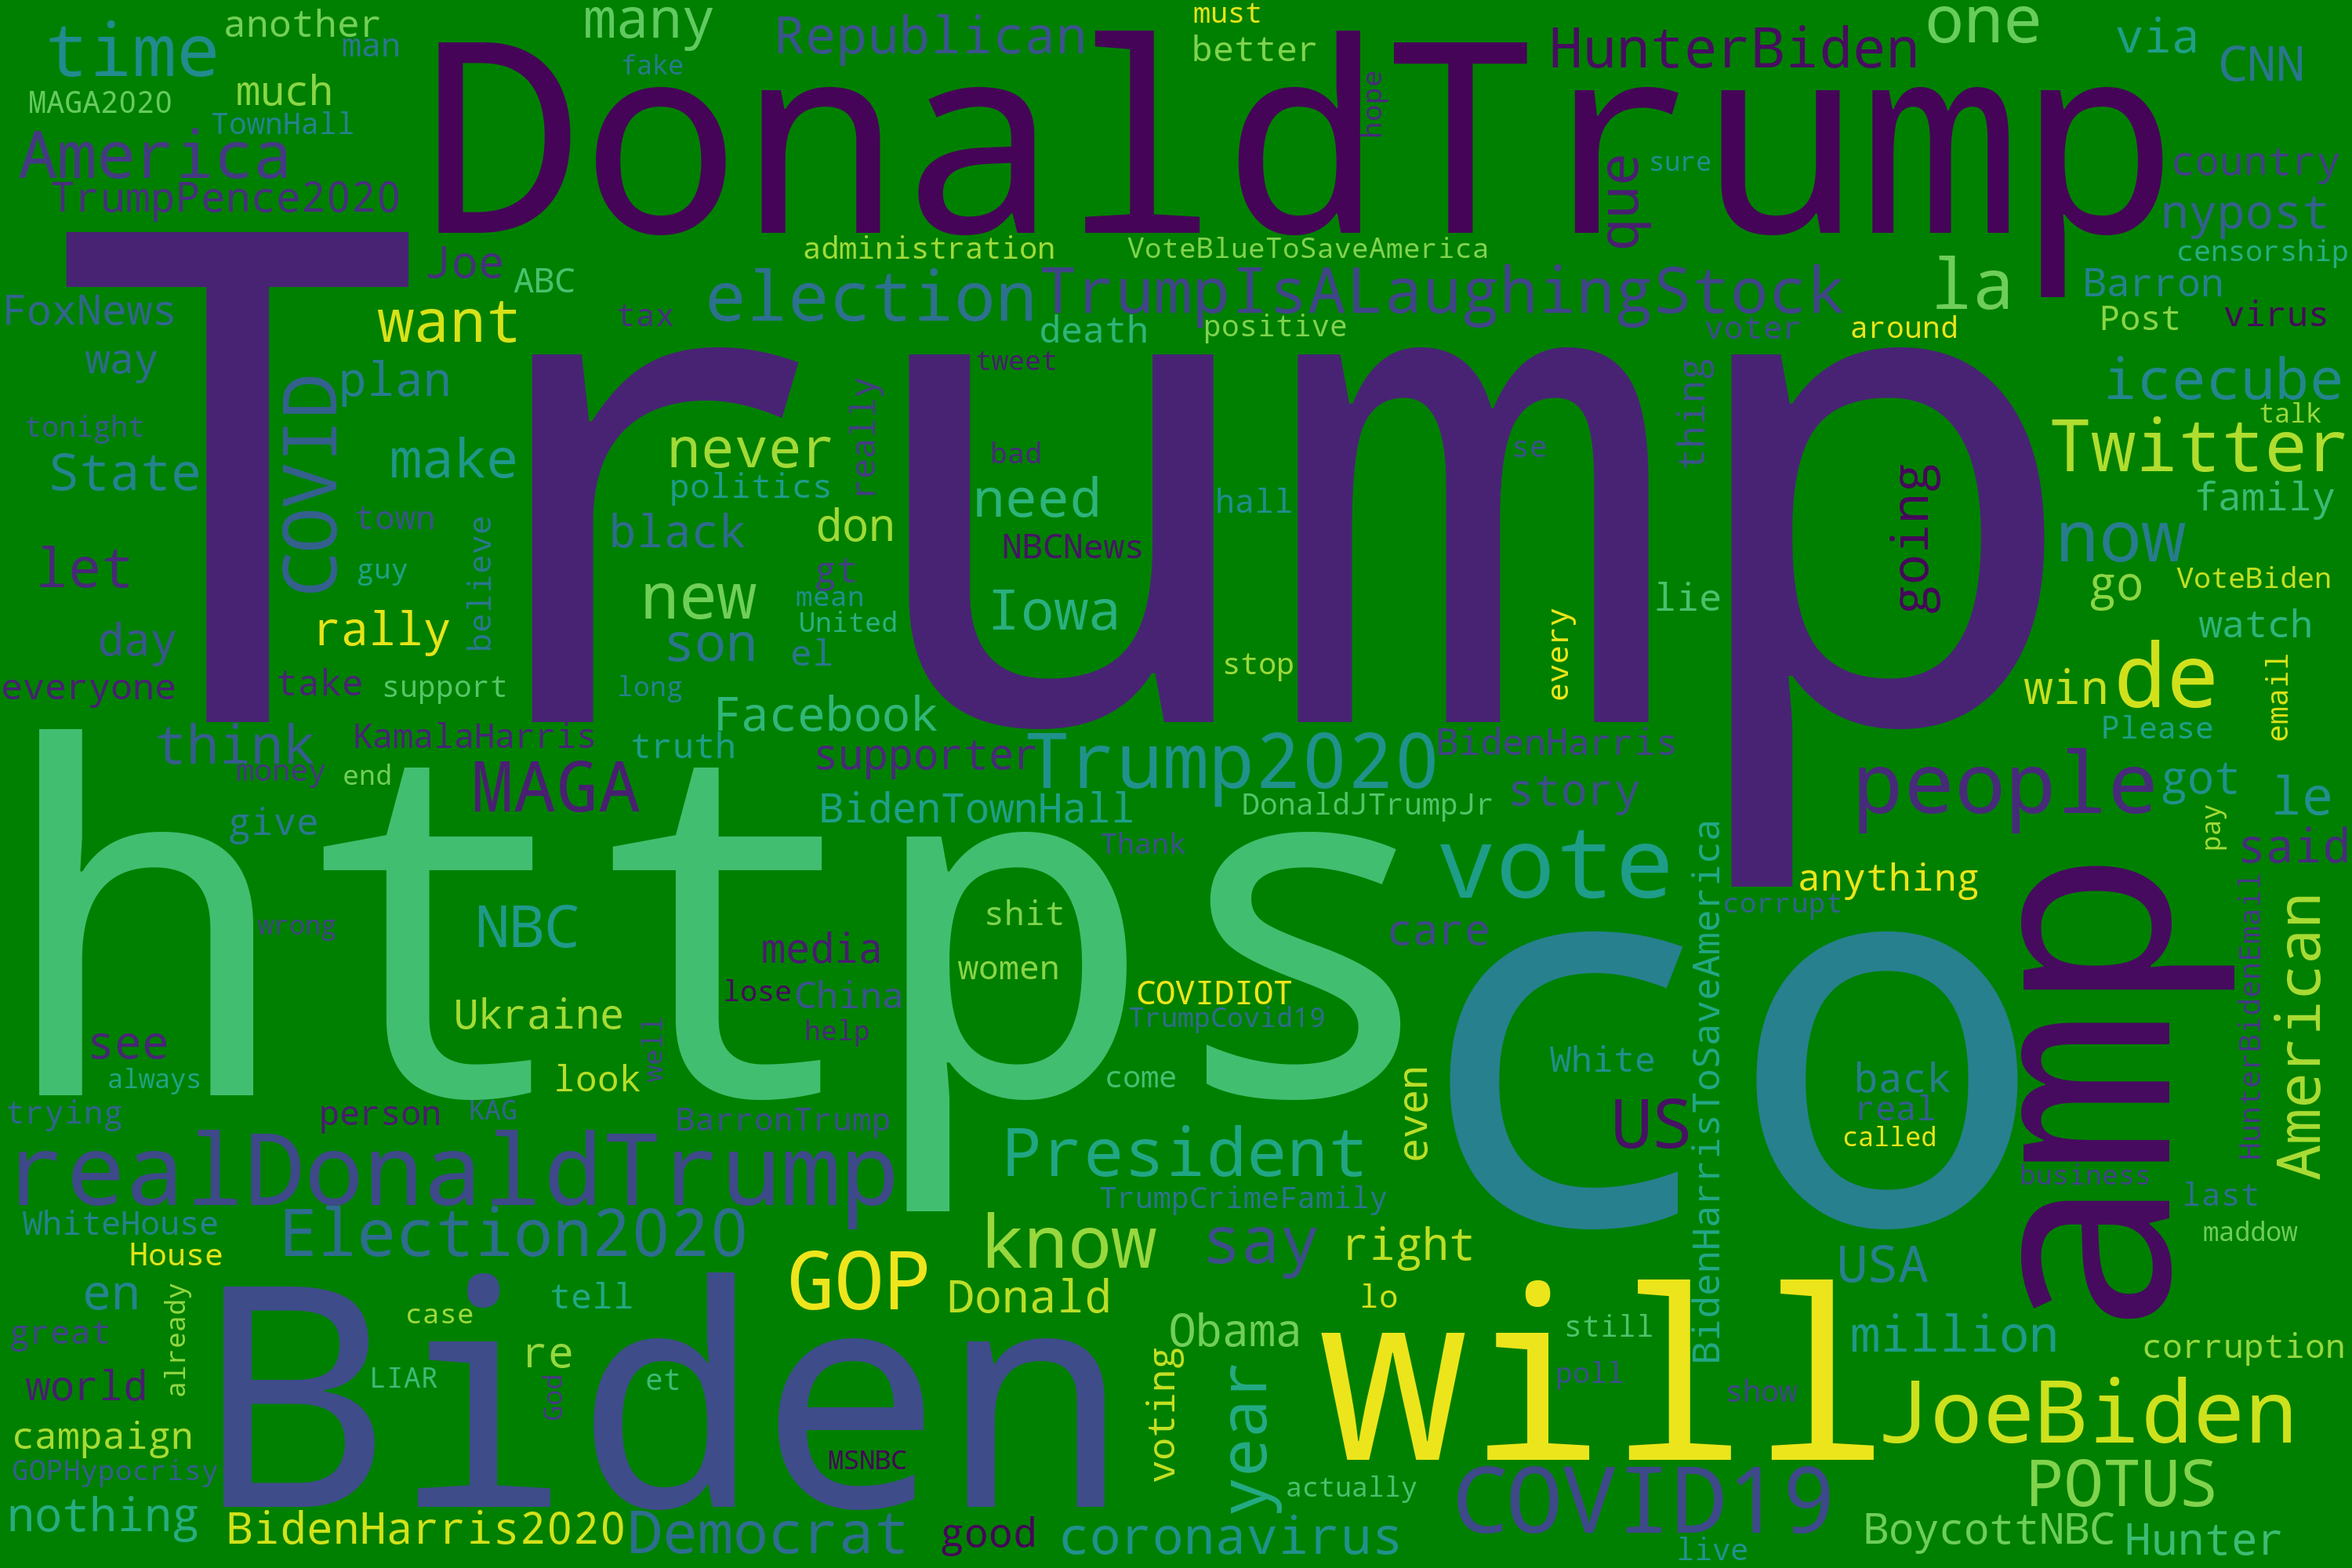 time
another
man
many
fake
Republican
must
better
hope
HunterBiden
one
via
CNN
MAGA2020
much
TownHall
DonaldTrump
America
TrumpPence2020
que
sure
country
nypost
censorship
Joe
ABC
administration
VoteBlueToSaveAmerica
la
Barron
FoxNews
want
tax
election
TrumpIsALaughingStock
death
positive
voter
around
Post
virus
way
Trump
COVID
plan
tweet
really
thing
icecube
tonight
State
make
never
politics
bad
need
hall
se
going
talk
Twitter
family
let
town
guy
believe
black
don
NBCNews
now
new
gt
mean
United
Iowa
lie
go
VoteBiden
day
rally
son
el
every
watch
everyone
take
support
long
stop
win
de
email
think
KamalaHarris
truth
Facebook
supporter
Trump2020
BidenHarris
Please
money
end
MAGA
BidenTownHall
DonaldJTrumpJr
story
people
got
le
give
https
Thank
vote
BidenHarrisToSaveAmerica
anything
pay
said
wrong
NBC
media
shit
women
care
corrupt
co
amp
HunterBidenEmail
American
see
Ukraine
lose
China
help
COVIDIOT
TrumpCovid19
always
look
well
come
White
back
real
called
trying
person
KAG
BarronTrump
even
US
realDonaldTrump
President
business
WhiteHouse
Election2020
TrumpCrimeFamily
last
maddow
House
GOP
know
say
right
USA
en
already
case
tell
Donald
lo
will
million
great
Biden
re
Obama
still
corruption
world
LIAR
God
et
voting
year
poll
show
JoeBiden
campaign
GOPHypocrisy
MSNBC
actually
COVID19
POTUS
nothing
BidenHarris2020
Democrat
good
coronavirus
live
BoycottNBC
Hunter